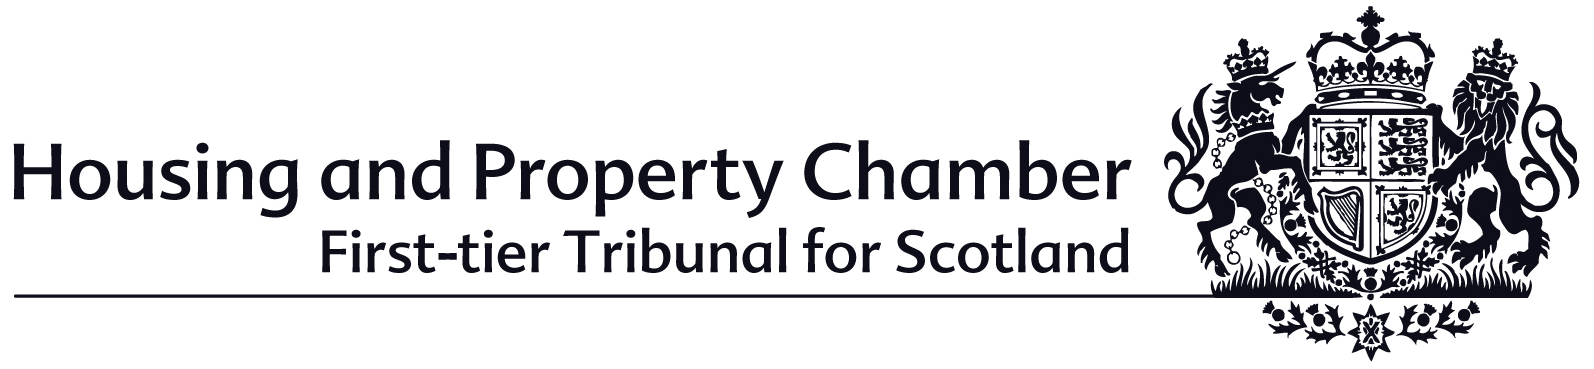 Housing and Property Chamber
First-tier Tribunal for Scotland